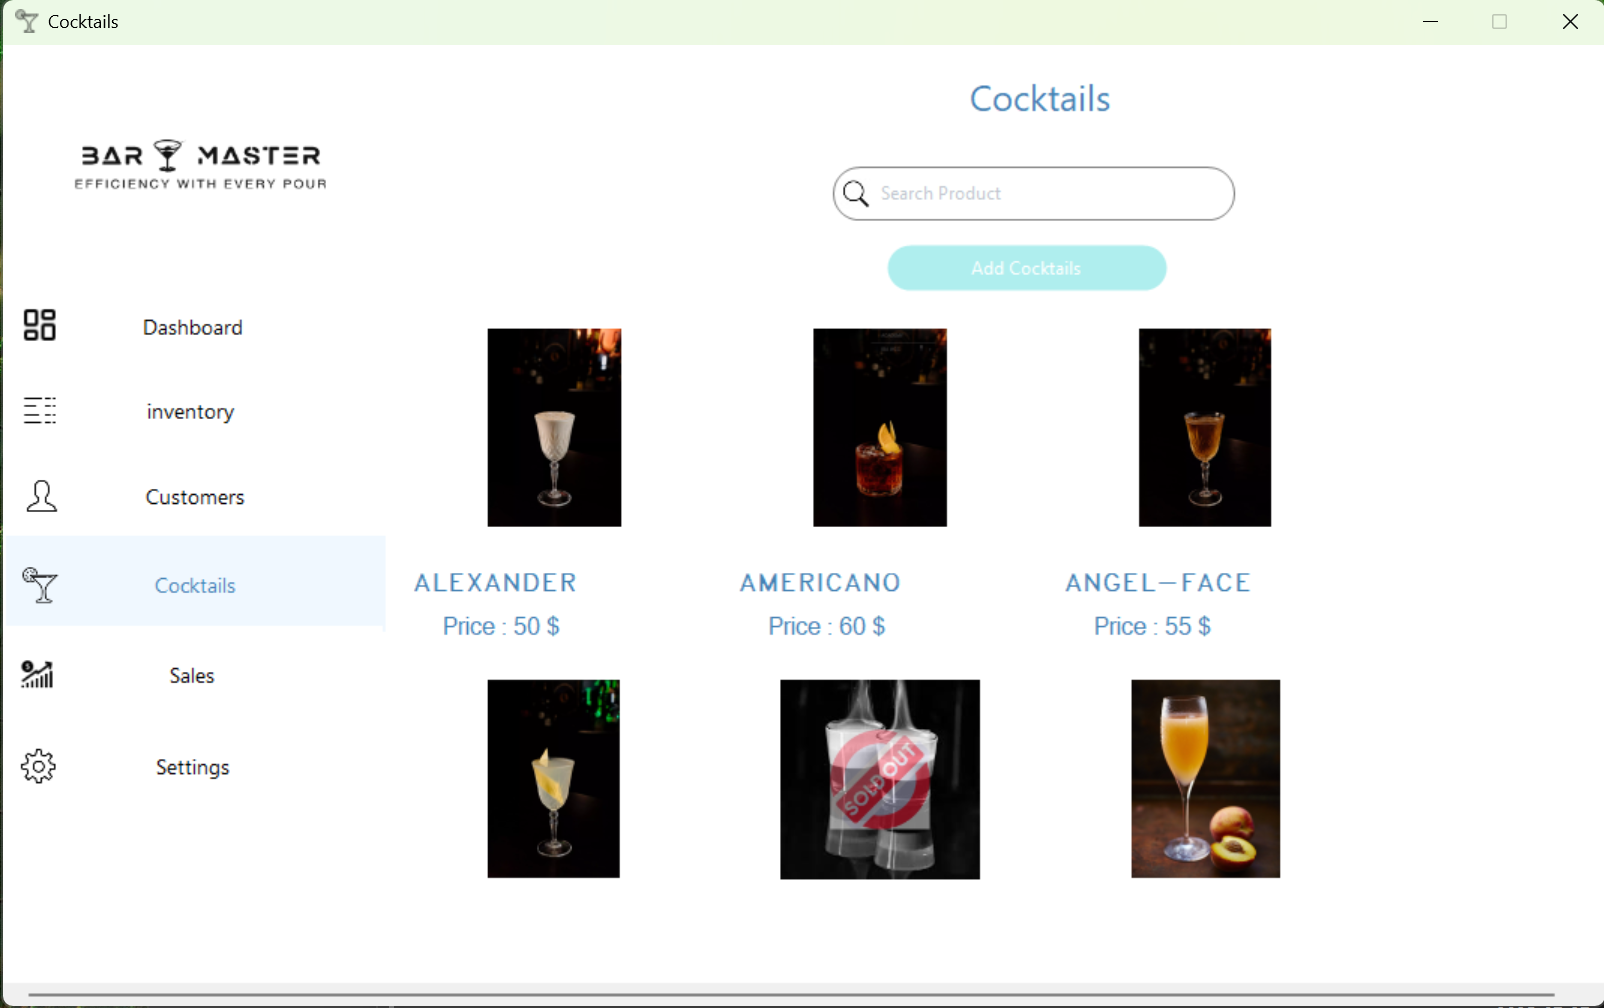 Cocktails
BAR MASTER
EFFICIENCY WITH EVERY POUR
Cocktails
Search Product
Add Cocktails
Dashboard
inventory
Customers
Cocktails
Sales
Settings
ALEXANDER
AMERICANO
ANGEL-FACE
Price : 50 $
Price : 60 $
Price : 55 $
SOLD OUT